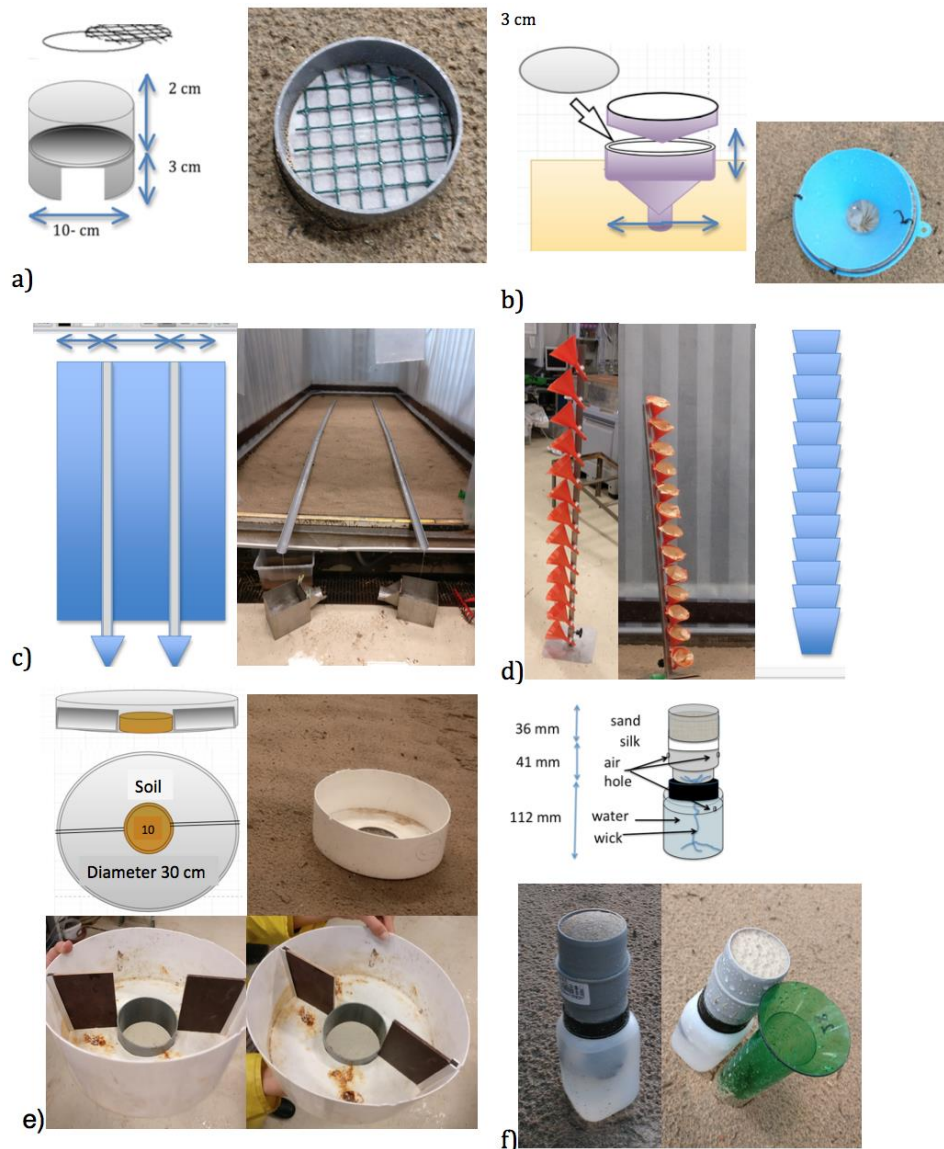 2 cm
3 cm
10- cm
a)
3 cm
b)
c)
d)
Soil
10
Diameter 30 cm
e)
36 mm
sand
silk
41 mm
air
hole
112 mm
water
wick
f)